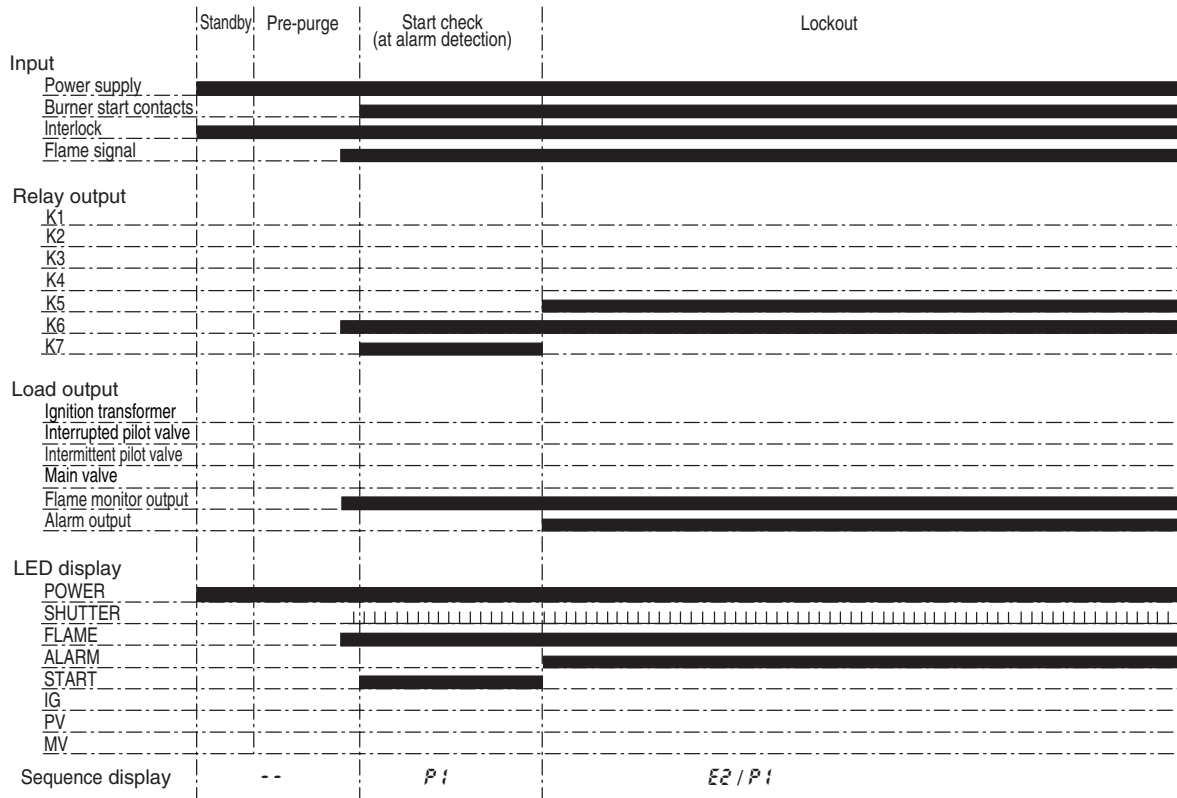 Standby Pre-purge Start check Lockout
(at alarm detection)
Input
Power supply
Burner start contacts
Interlock
Flame signal
Relay output
K1
K2
K3
K4
K5
K6
K7
Load output
Ignition transformer
Interrupted pilot valve
Intermittent pilot valve
Main valve
Flame monitor output
Alarm output
LED display
POWER
SHUTTER
FLAME
ALARM
START
IG
PV
MV
Sequence display -- P1 E2 / P1